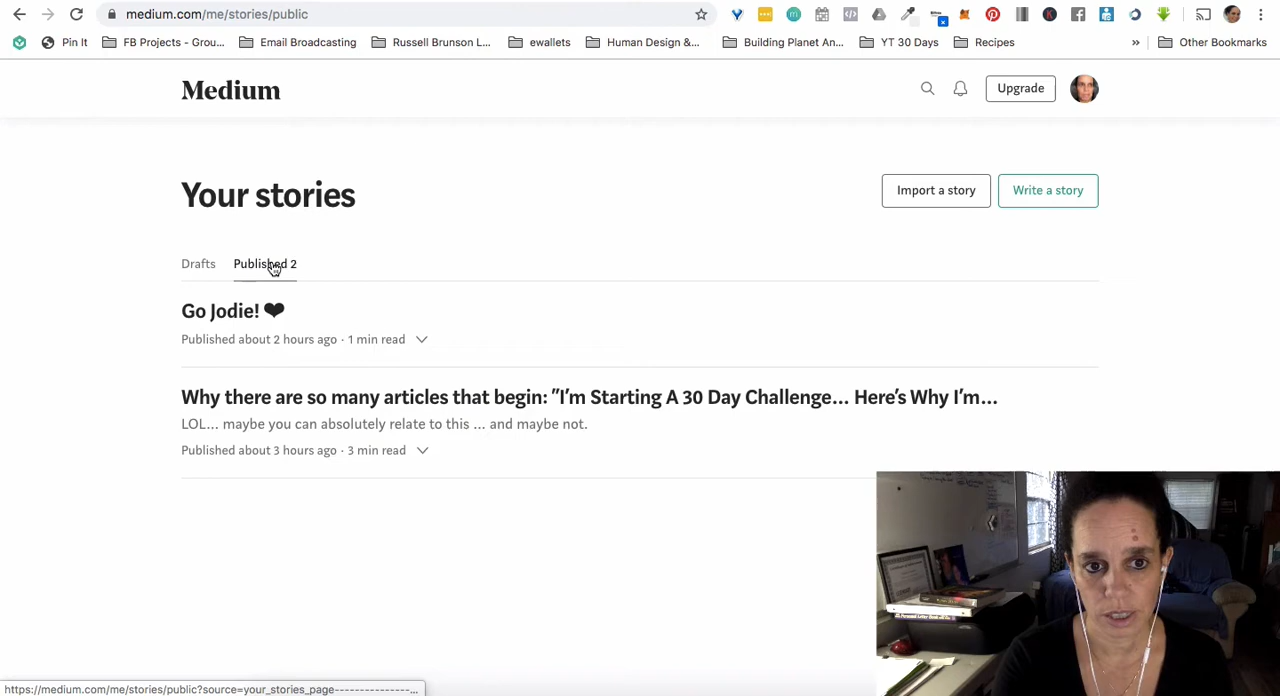 medium.com/me/stories/public
Pin It FB Projects - Grou... Email Broadcasting Russell Brunson L... ewallets Human Design &... Building Planet An... YT 30 Days Recipes » Other Bookmarks
Medium
Upgrade
Your stories
Import a story
Write a story
Drafts
Published 2
Go Jodie! ❤
Published about 2 hours ago · 1 min read
Why there are so many articles that begin: "I'm Starting A 30 Day Challenge... Here's Why I'm...
LOL... maybe you can absolutely relate to this ... and maybe not.
Published about 3 hours ago · 3 min read
https://medium.com/me/stories/public?source=your_stories_page---------------...